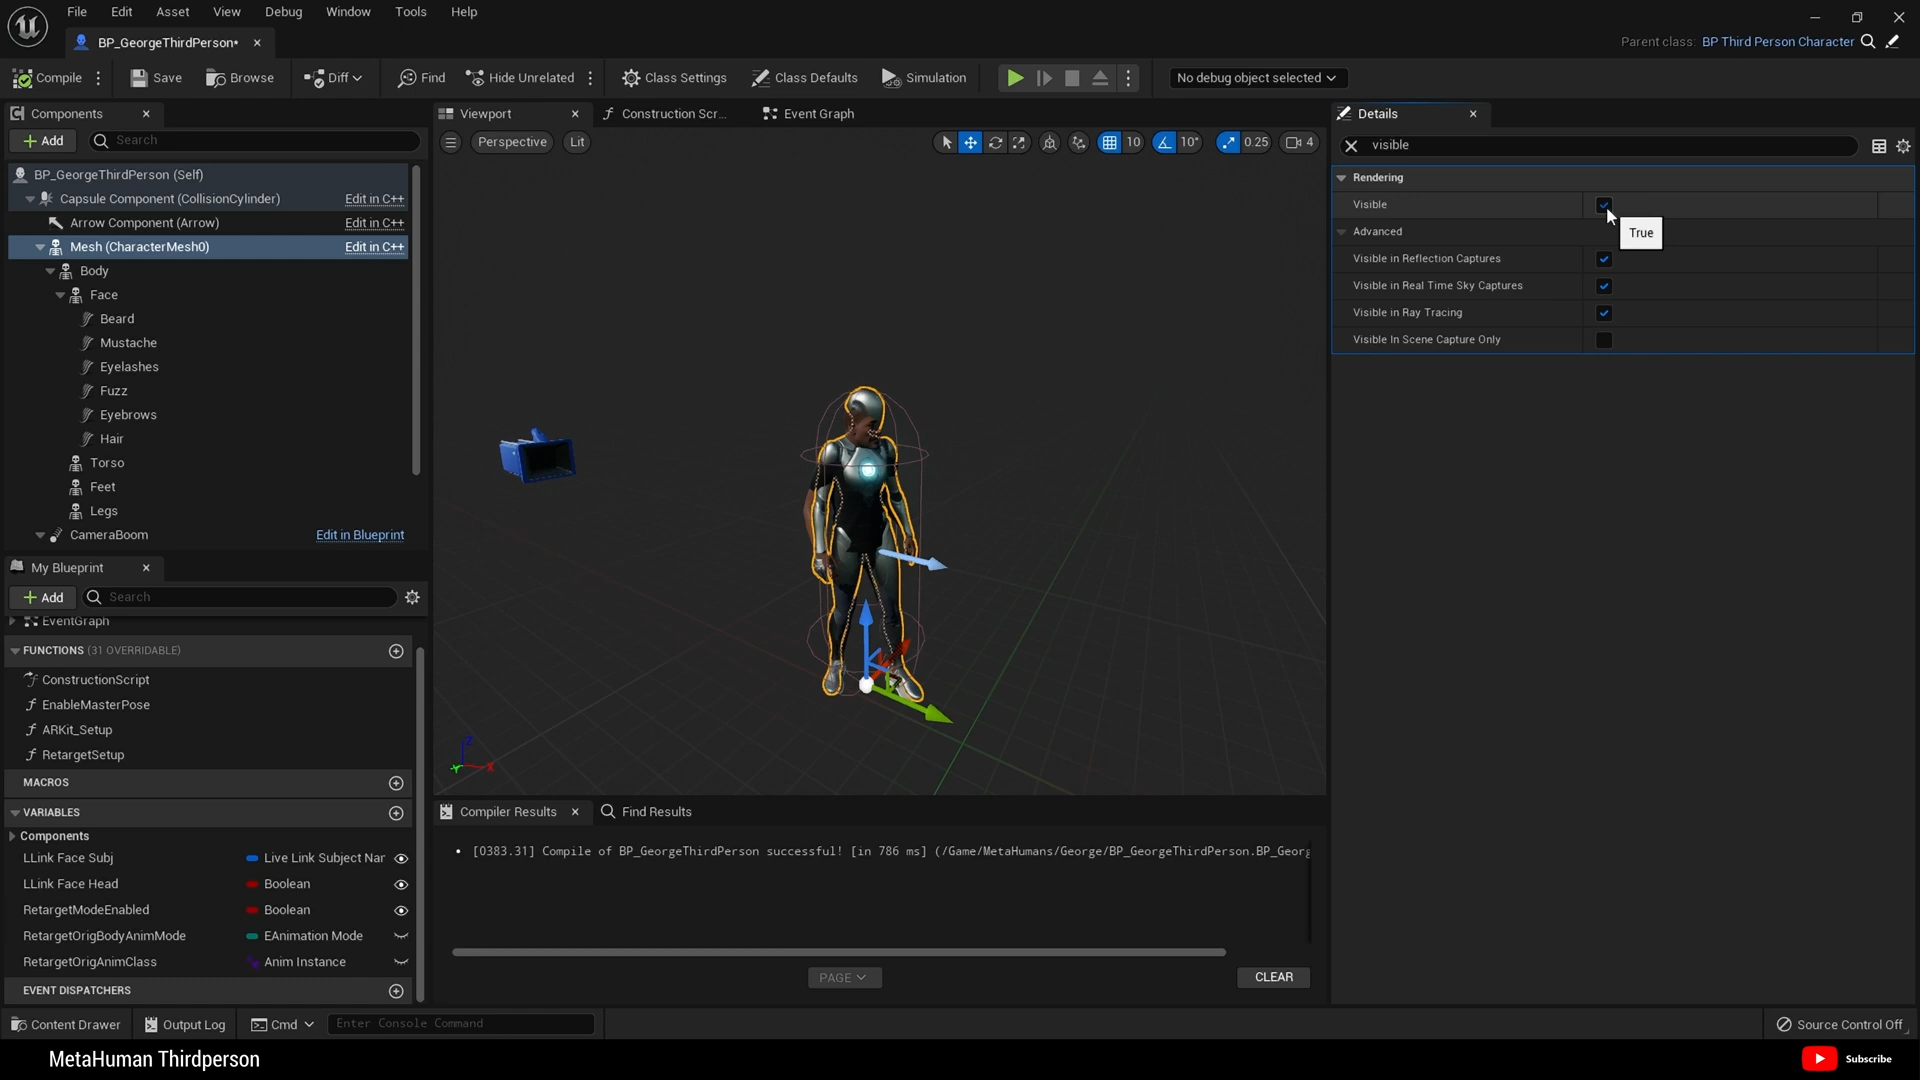 File Edit Asset View Debug Window Tools Help
BP_GeorgeThirdPerson*
Parent class: BP Third Person Character
Compile Save Browse Diff Find Hide Unrelated Class Settings Class Defaults Simulation No debug object selected
Components
Add Search
BP_GeorgeThirdPerson (Self)
Capsule Component (CollisionCylinder) Edit in C++
Arrow Component (Arrow) Edit in C++
Mesh (CharacterMesh0) Edit in C++
Body
Face
Beard
Mustache
Eyelashes
Fuzz
Eyebrows
Hair
Torso
Feet
Legs
CameraBoom Edit in Blueprint
My Blueprint
Add Search
EventGraph
FUNCTIONS (31 OVERRIDABLE)
ConstructionScript
EnableMasterPose
ARKit_Setup
RetargetSetup
MACROS
VARIABLES
Components
LLink Face Subj Live Link Subject Nar
LLink Face Head Boolean
RetargetModeEnabled Boolean
RetargetOrigBodyAnimMode EAnimation Mode
RetargetOrigAnimClass Anim Instance
EVENT DISPATCHERS
Viewport Construction Scr... Event Graph
Perspective Lit 10 10° 0.25 4
Z
Y X
Compiler Results Find Results
• [0383.31] Compile of BP_GeorgeThirdPerson successful! [in 786 ms] (/Game/MetaHumans/George/BP_GeorgeThirdPerson.BP_Georg
PAGE CLEAR
Details
visible
Rendering
Visible
True
Advanced
Visible in Reflection Captures
Visible in Real Time Sky Captures
Visible in Ray Tracing
Visible In Scene Capture Only
Content Drawer Output Log Cmd Enter Console Command Source Control Off
MetaHuman Thirdperson Subscribe